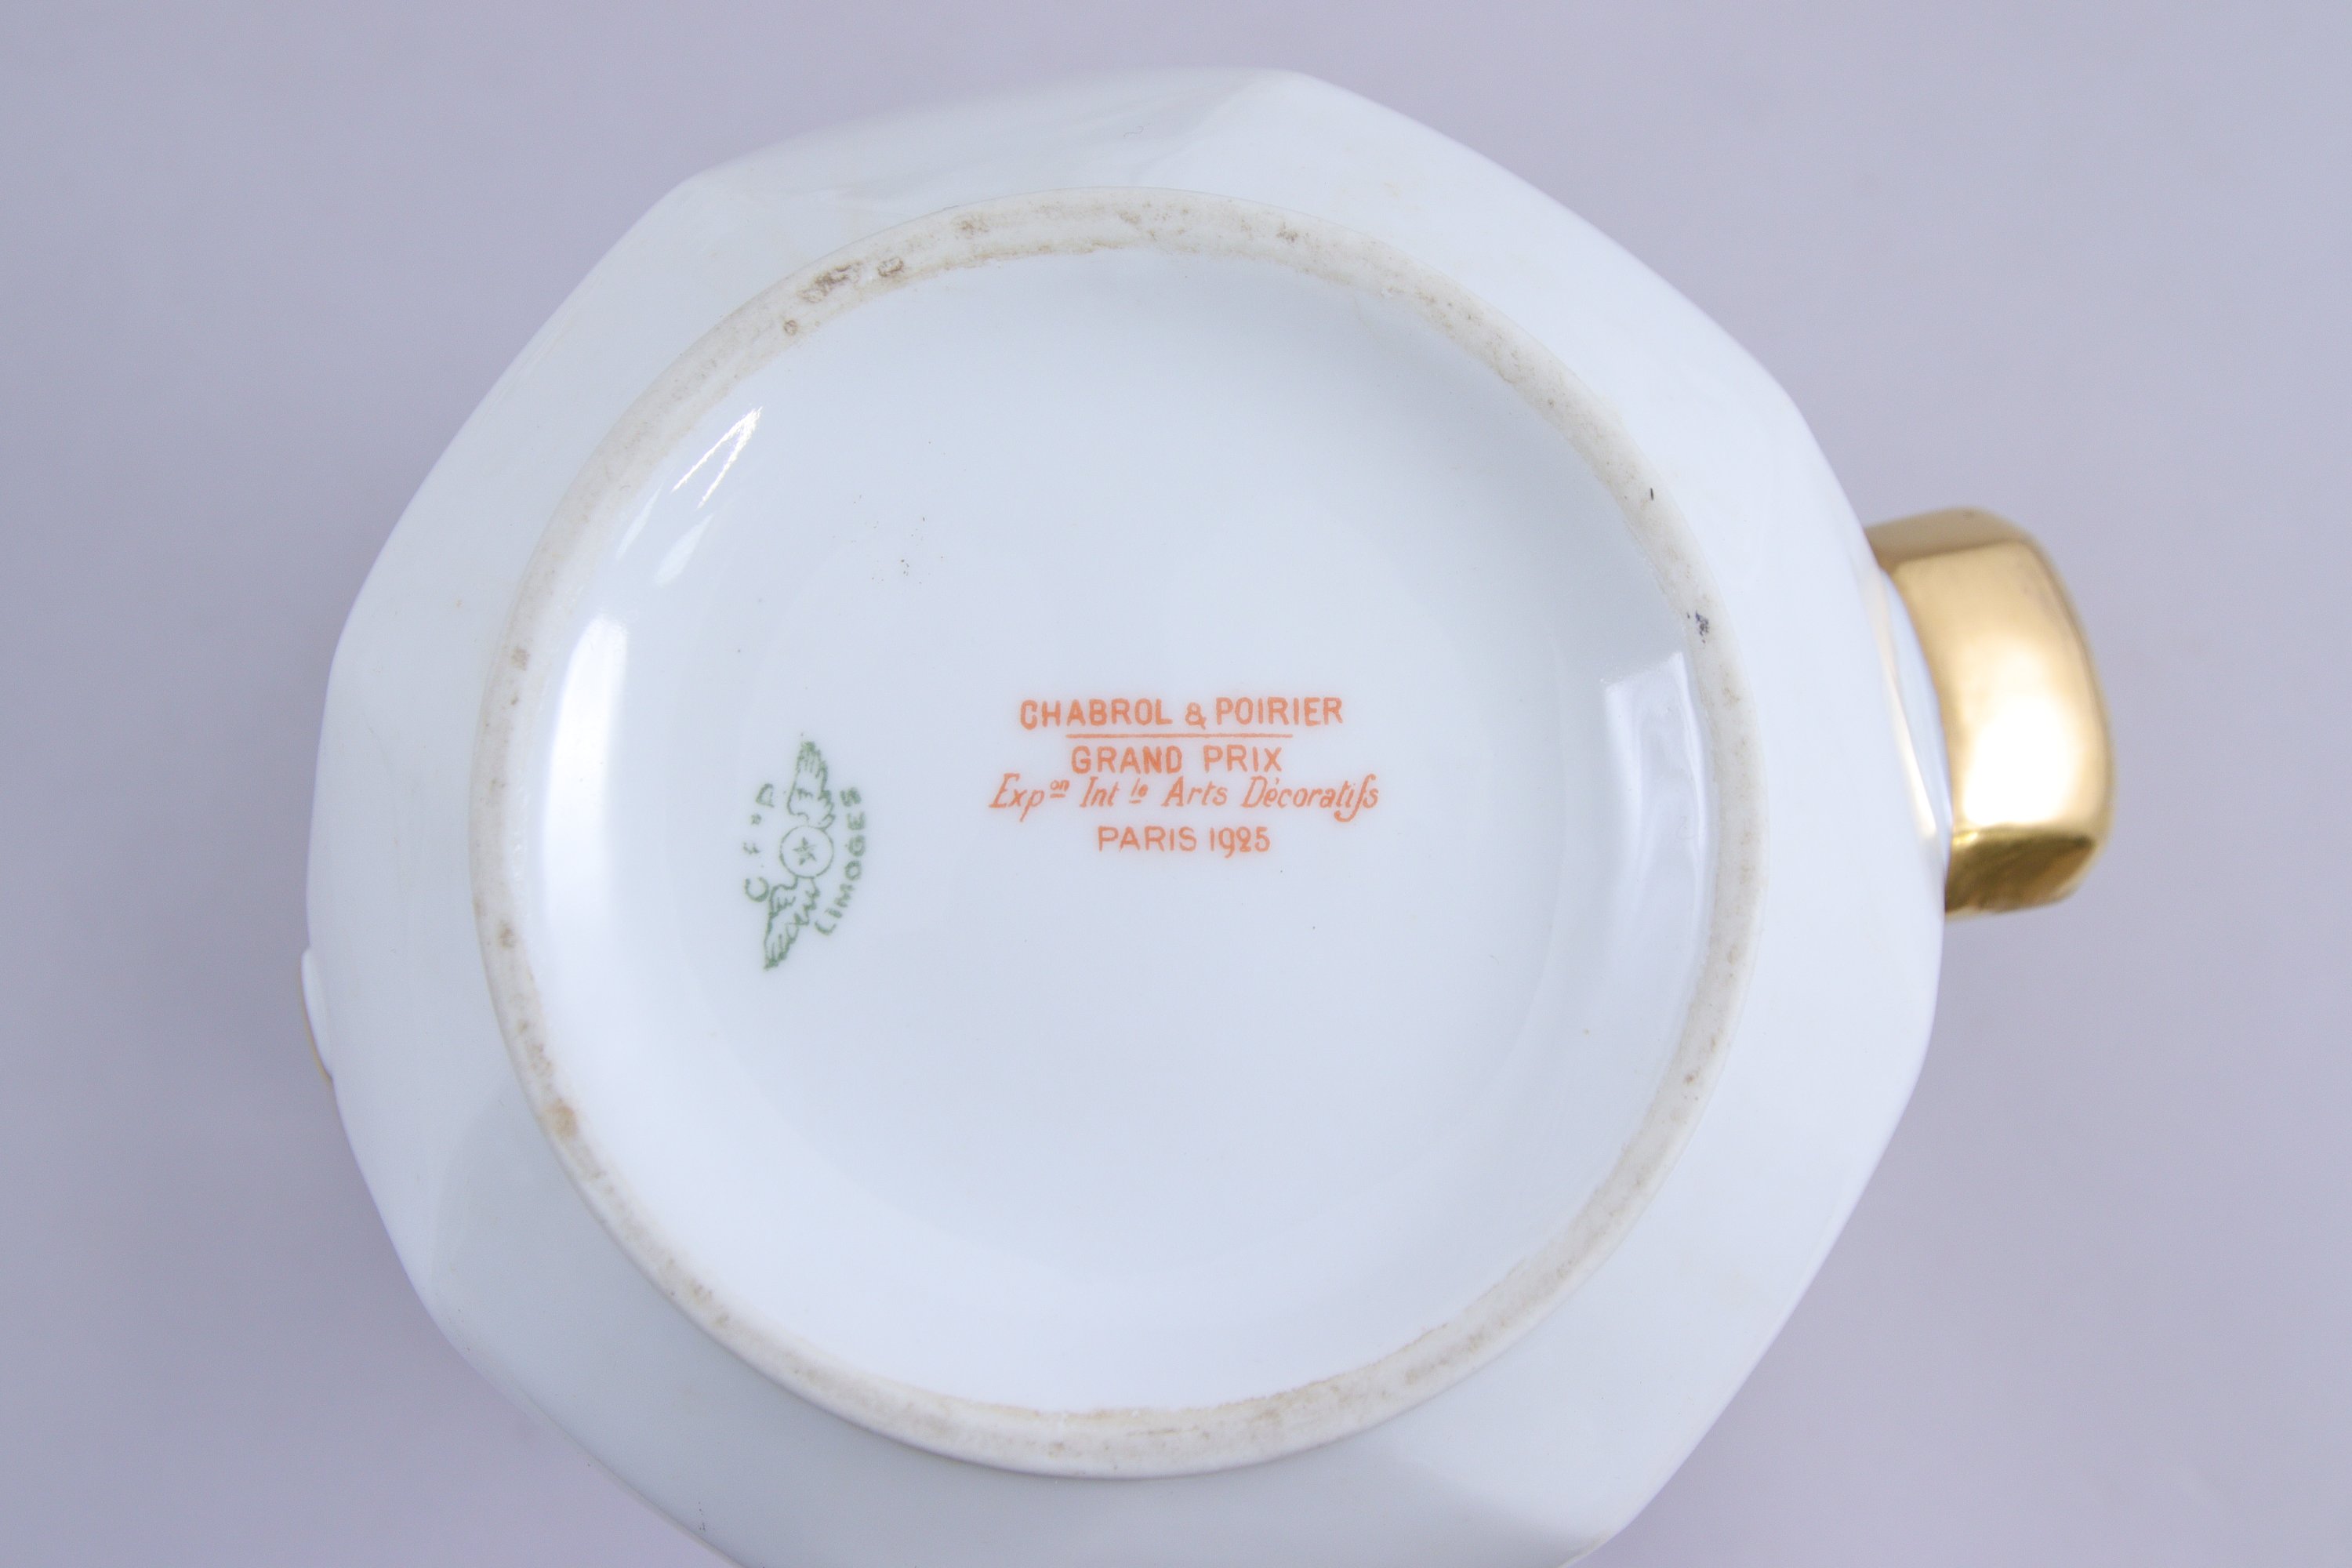 CHABROL & POIRIER
GRAND PRIX
Expon Intle Arts Décoratifs
PARIS 1925
LIMOGES